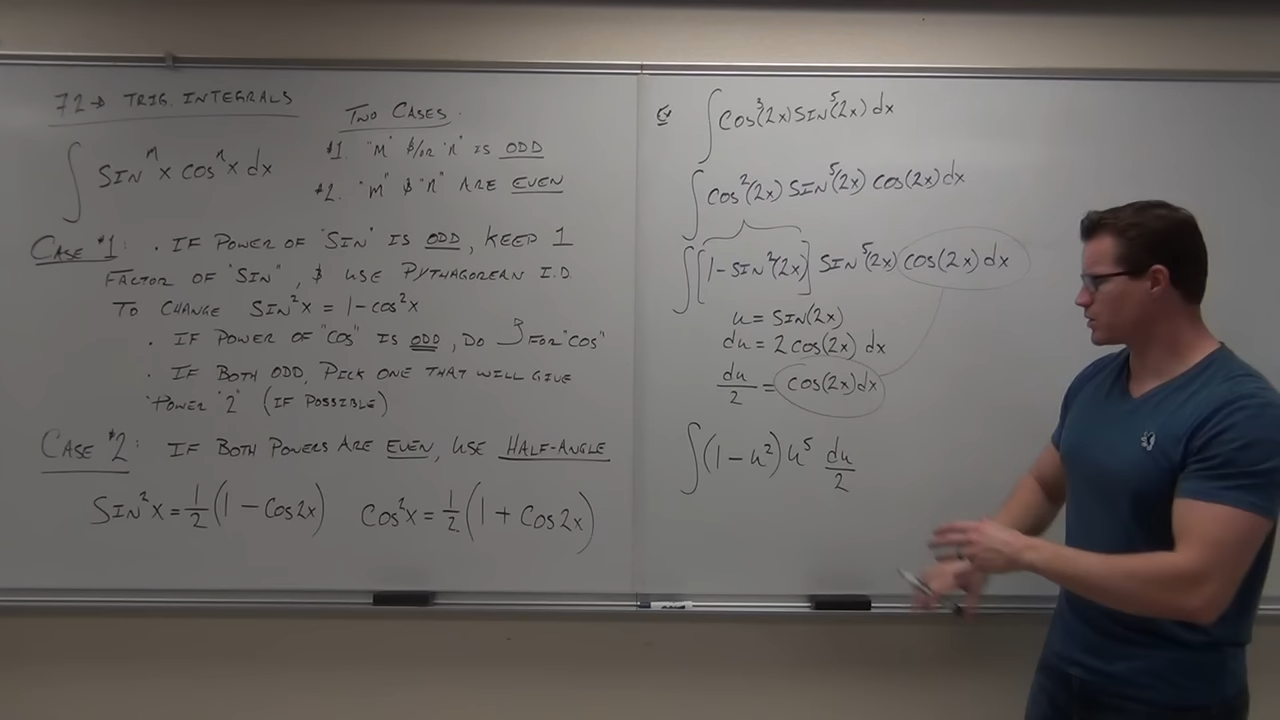 72→ TRIG. INTEGRALS
∫ SINᵐ x cosⁿ x dx
TWO CASES.
#1. "M" &/OR "N" IS ODD
#2. "M" & "N" ARE EVEN
CASE #1: · IF POWER OF "SIN" IS ODD, KEEP 1
FACTOR OF "SIN", & USE PYTHAGOREAN I.D.
TO CHANGE SIN²x = 1-cos²x
· IF POWER OF "COS" IS ODD, DO FOR "COS"
· IF BOTH ODD, PICK ONE THAT WILL GIVE
"POWER "2" (IF POSSIBLE)
CASE #2: IF BOTH POWERS ARE EVEN, USE HALF-ANGLE
SIN²x = 1/2 (1 - COS2x) COS²x = 1/2 (1 + COS2x)
Ex ∫ COS³(2x) SIN⁵(2x) dx
∫ COS²(2x) SIN⁵(2x) COS(2x) dx
∫ [1-SIN²(2x)] SIN⁵(2x) COS(2x) dx
u = SIN(2x)
du = 2 COS(2x) dx
du/2 = COS(2x) dx
∫ (1-u²) u⁵ du/2